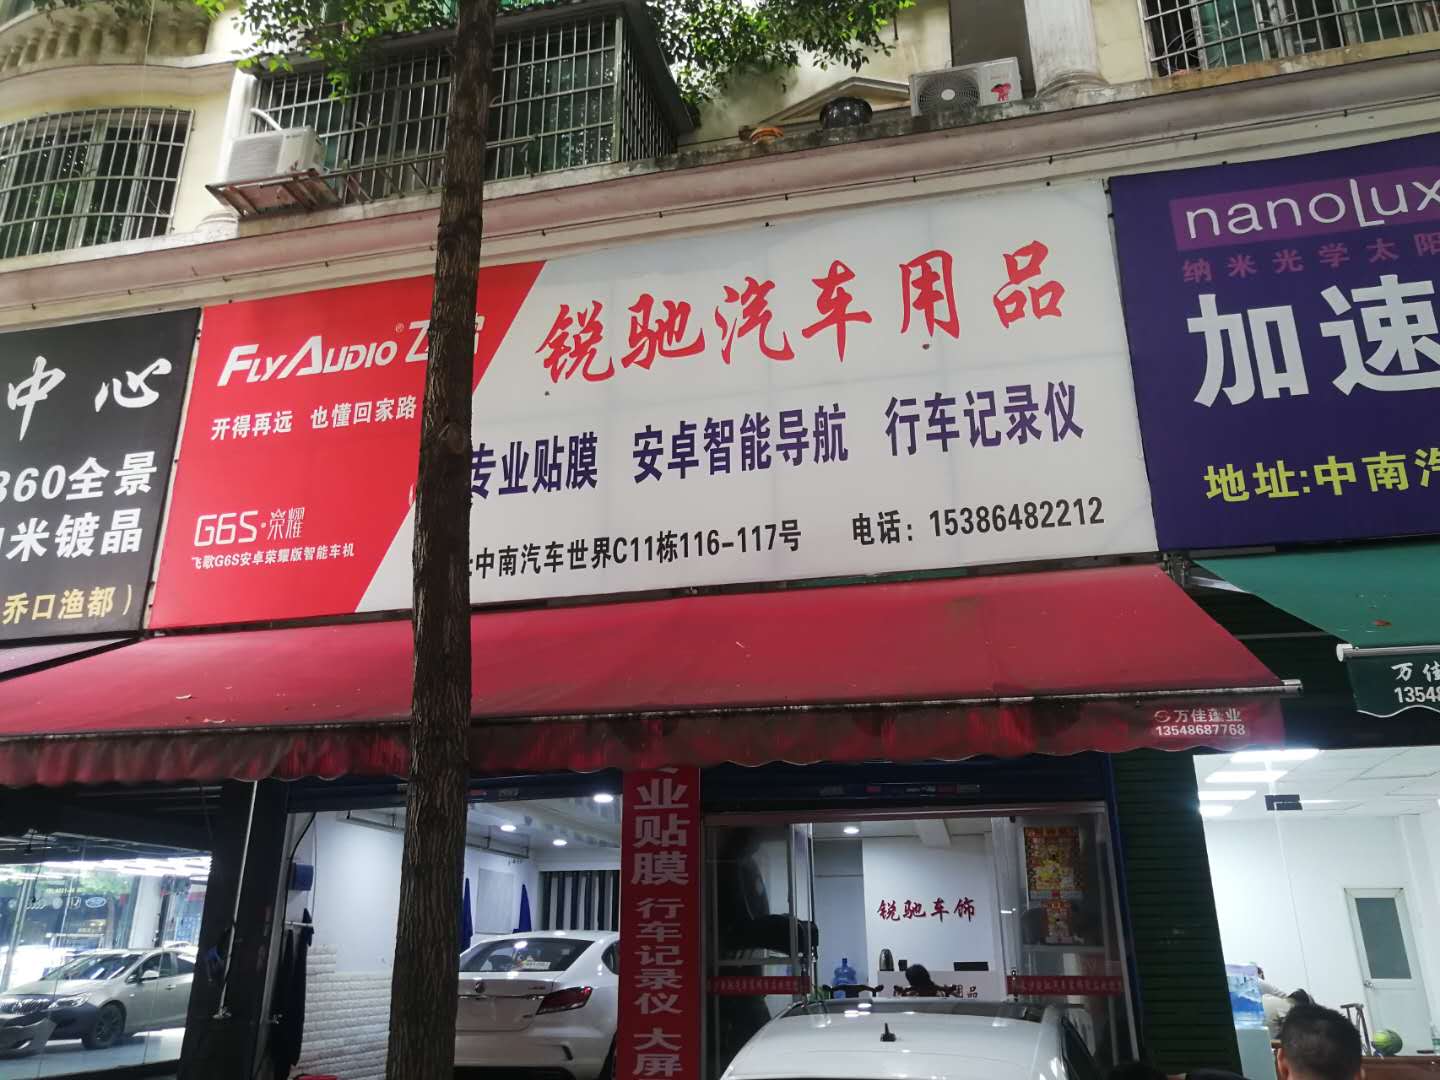 中心
360全景
米镀晶
乔口渔都）
FLYAUDIO®
开得再远 也懂回家路
G6S·荣耀
飞歌G6S安卓荣耀版智能车机
锐驰汽车用品
专业贴膜 安卓智能导航 行车记录仪
:中南汽车世界C11栋116-117号 电话：15386482212
nanoLux
纳米光学太阳
加速
地址:中南汽
万佳蓬业
13548687768
万佳
13548
业贴膜 行车记录仪 大屏
锐驰车饰
用品